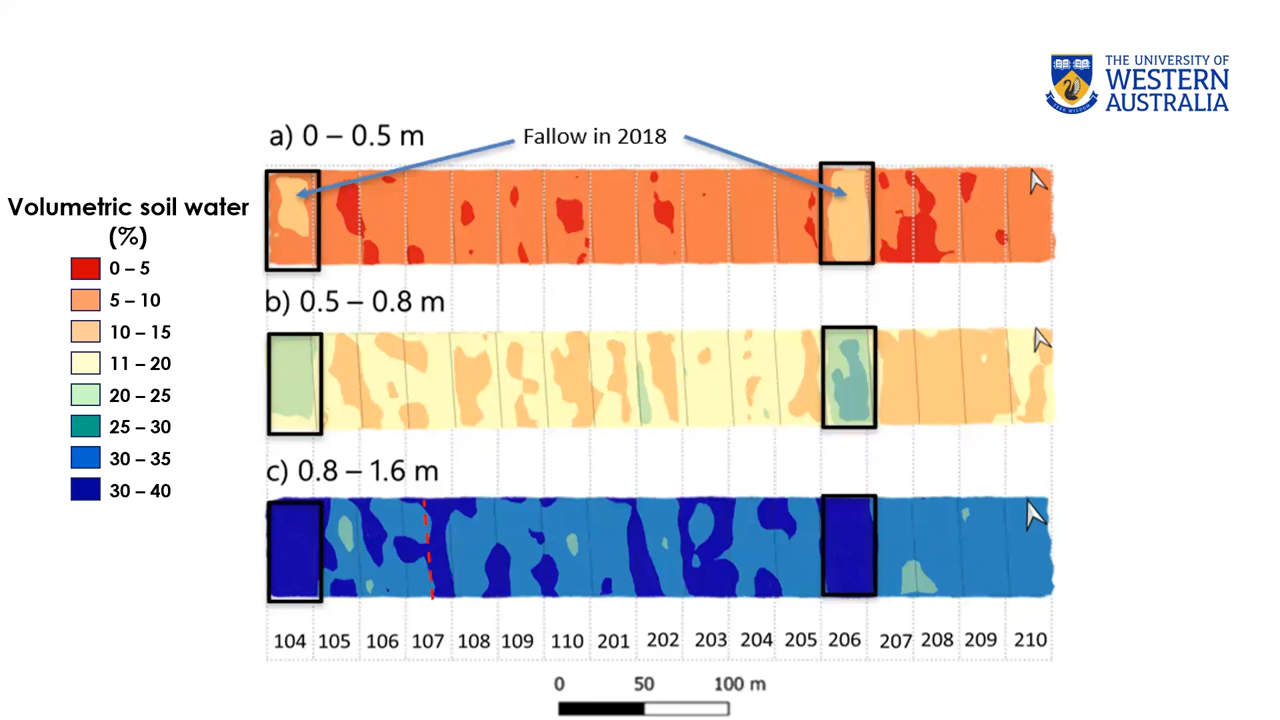 THE UNIVERSITY OF
WESTERN
AUSTRALIA
a) 0 – 0.5 m
Fallow in 2018
Volumetric soil water
(%)
0 – 5
5 – 10
10 – 15
11 – 20
20 – 25
25 – 30
30 – 35
30 – 40
b) 0.5 – 0.8 m
c) 0.8 – 1.6 m
104 105 106 107 108 109 110 201 202 203 204 205 206 207 208 209 210
0 50 100 m